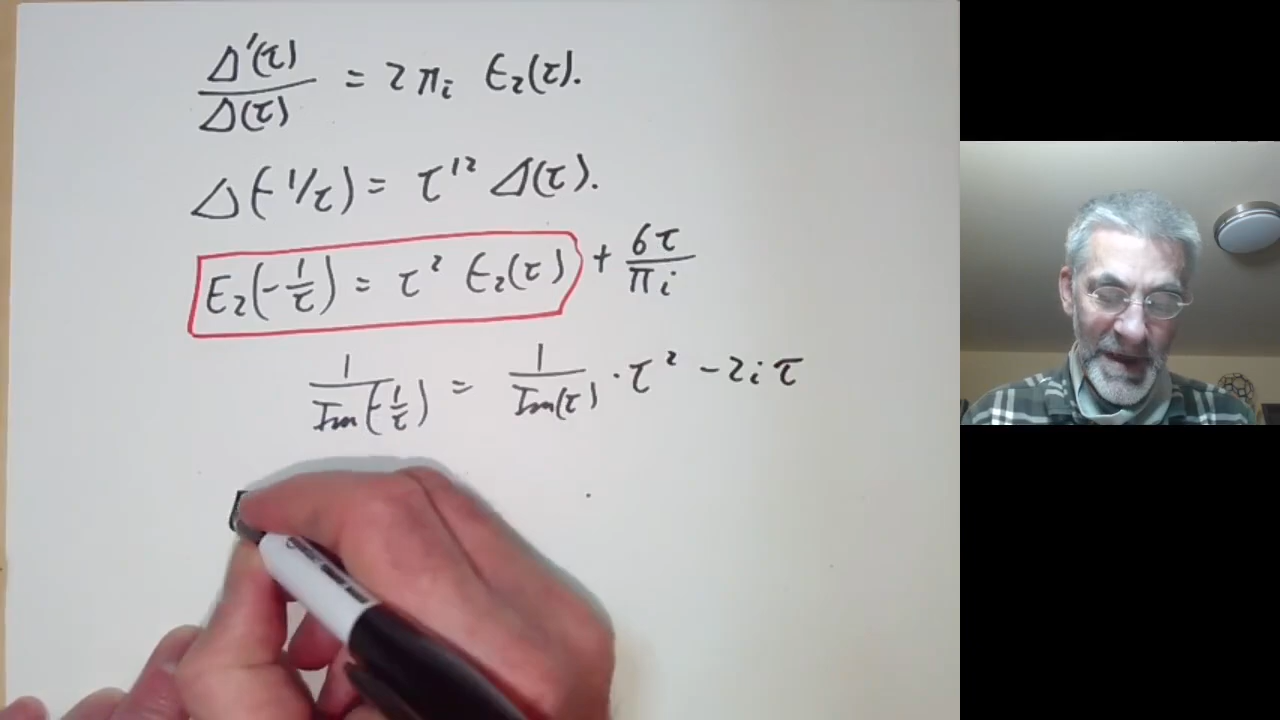 Δ'(τ)/Δ(τ) = 2πi E₂(τ).
Δ(-1/τ) = τ¹² Δ(τ).
E₂(-1/τ) = τ² E₂(τ) + 6τ/πi
1/Im(-1/τ) = 1/Im(τ) · τ² - 2iτ